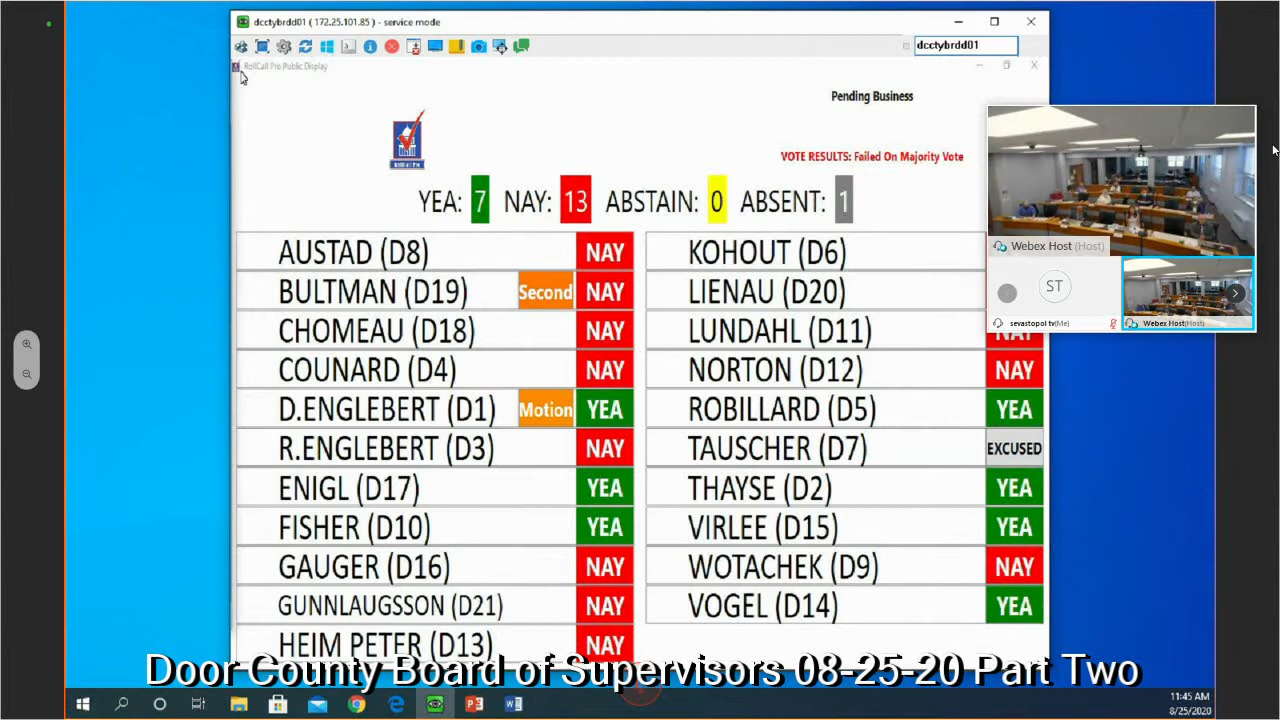 dcctybrdd01 ( 172.25.101.85 ) - service mode
dcctybrdd01
RollCall Pro Public Display
Pending Business
RollCall Pro
VOTE RESULTS: Failed On Majority Vote
YEA: 7 NAY: 13 ABSTAIN: 0 ABSENT: 1
AUSTAD (D8) NAY
BULTMAN (D19) Second NAY
CHOMEAU (D18) NAY
COUNARD (D4) NAY
D.ENGLEBERT (D1) Motion YEA
R.ENGLEBERT (D3) NAY
ENIGL (D17) YEA
FISHER (D10) YEA
GAUGER (D16) NAY
GUNNLAUGSSON (D21) NAY
HEIM PETER (D13) NAY
KOHOUT (D6)
LIENAU (D20)
LUNDAHL (D11) NAY
NORTON (D12) NAY
ROBILLARD (D5) YEA
TAUSCHER (D7) EXCUSED
THAYSE (D2) YEA
VIRLEE (D15) YEA
WOTACHEK (D9) NAY
VOGEL (D14) YEA
Webex Host (Host)
ST
sevastopol tv(Me)
Webex Host(Host)
Door County Board of Supervisors 08-25-20 Part Two
11:45 AM
8/25/2020